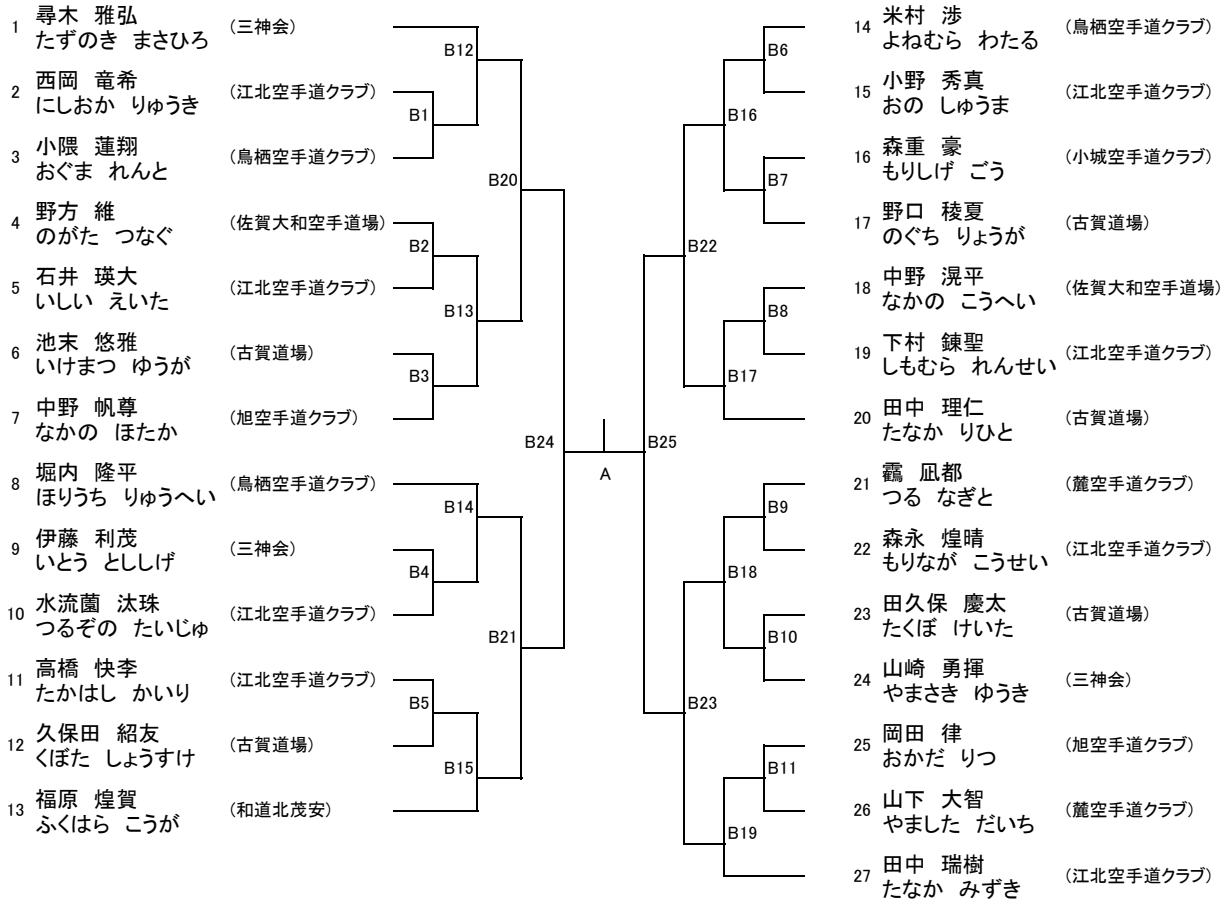 1 尋木 雅弘 (三神会)
たずのき まさひろ
2 西岡 竜希 (江北空手道クラブ)
にしおか りゅうき
3 小隈 蓮翔 (鳥栖空手道クラブ)
おぐま れんと
4 野方 維 (佐賀大和空手道場)
のがた つなぐ
5 石井 瑛大 (江北空手道クラブ)
いしい えいた
6 池末 悠雅 (古賀道場)
いけまつ ゆうが
7 中野 帆尊 (旭空手道クラブ)
なかの ほたか
8 堀内 隆平 (鳥栖空手道クラブ)
ほりうち りゅうへい
9 伊藤 利茂 (三神会)
いとう とししげ
10 水流薗 汰珠 (江北空手道クラブ)
つるぞの たいじゅ
11 高橋 快李 (江北空手道クラブ)
たかはし かいり
12 久保田 紹友 (古賀道場)
くぼた しょうすけ
13 福原 煌賀 (和道北茂安)
ふくはら こうが
B12
B1
B20
B2
B13
B3
B24
B14
B4
B21
B5
B15
A
B6
B16
B7
B22
B8
B17
B25
B9
B18
B10
B23
B11
B19
14 米村 渉 (鳥栖空手道クラブ)
よねむら わたる
15 小野 秀真 (江北空手道クラブ)
おの しゅうま
16 森重 豪 (小城空手道クラブ)
もりしげ ごう
17 野口 稜夏 (古賀道場)
のぐち りょうが
18 中野 滉平 (佐賀大和空手道場)
なかの こうへい
19 下村 錬聖 (江北空手道クラブ)
しもむら れんせい
20 田中 理仁 (古賀道場)
たなか りひと
21 靏 凪都 (麓空手道クラブ)
つる なぎと
22 森永 煌晴 (江北空手道クラブ)
もりなが こうせい
23 田久保 慶太 (古賀道場)
たくぼ けいた
24 山崎 勇揮 (三神会)
やまさき ゆうき
25 岡田 律 (旭空手道クラブ)
おかだ りつ
26 山下 大智 (麓空手道クラブ)
やました だいち
27 田中 瑞樹 (江北空手道クラブ)
たなか みずき